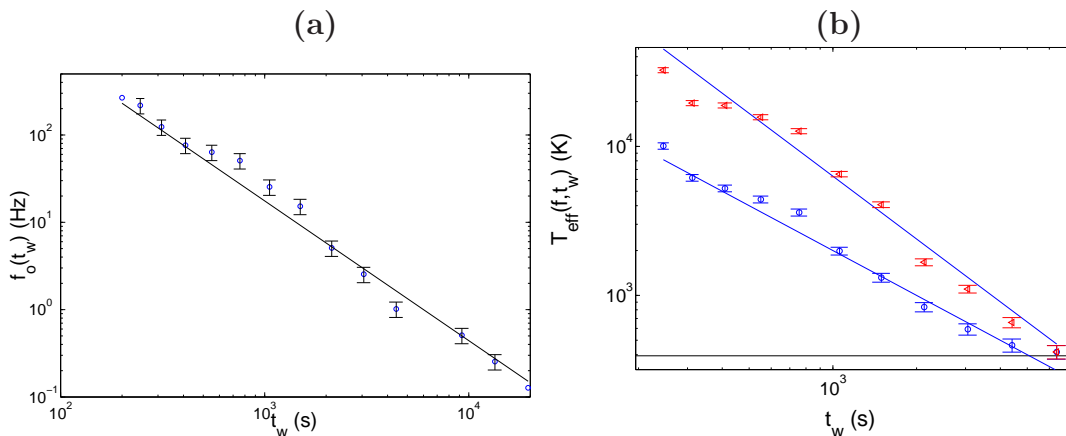 (a)
10^2
10^1
10^0
10^-1
f_o(t_w) (Hz)
10^2
10^3
10^4
t_w (s)
(b)
10^4
10^3
T_eff(f,t_w) (K)
10^3
t_w (s)